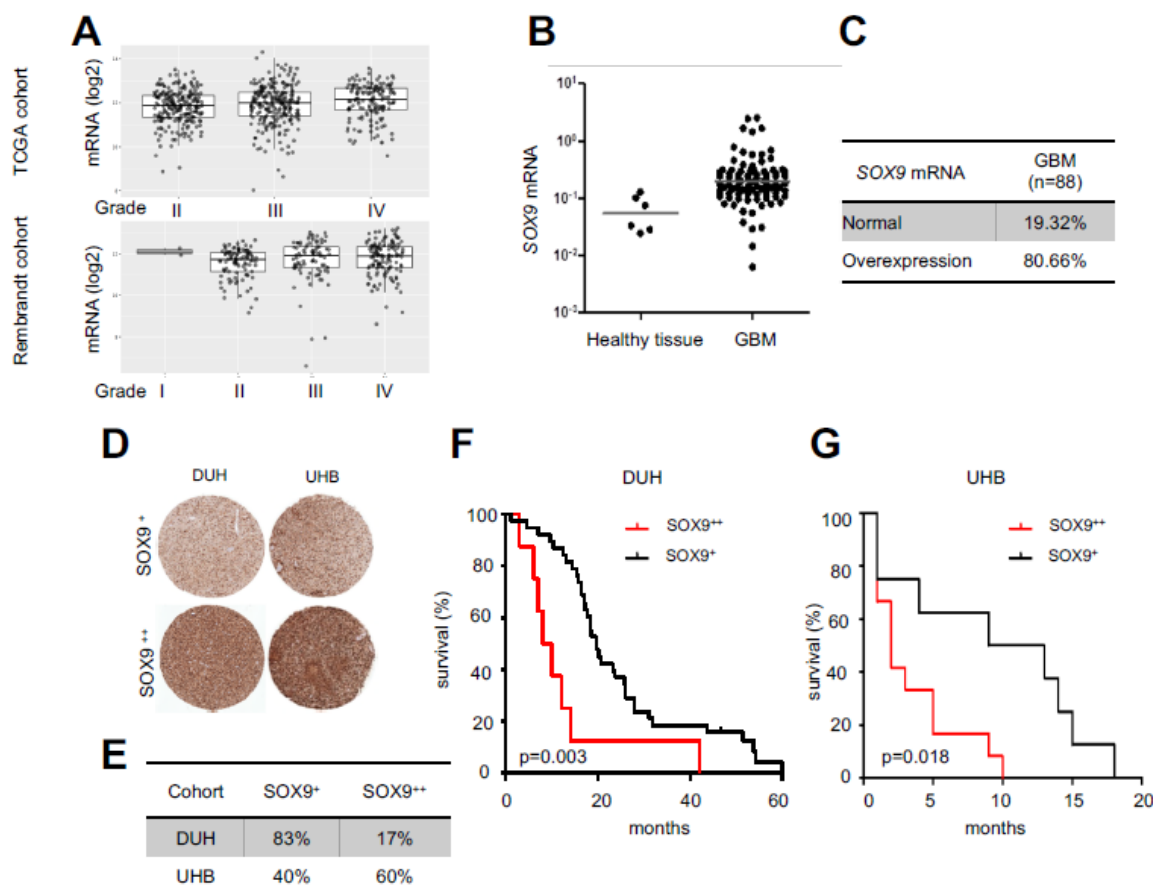 A
TCGA cohort
mRNA (log2)
Grade II III IV
Rembrandt cohort
mRNA (log2)
Grade I II III IV
B
SOX9 mRNA
10¹
10⁰
10⁻¹
10⁻²
10⁻³
Healthy tissue GBM
C
SOX9 mRNA GBM
(n=88)
Normal 19.32%
Overexpression 80.66%
D
DUH UHB
SOX9 +
SOX9 ++
E
Cohort SOX9⁺ SOX9⁺⁺
DUH 83% 17%
UHB 40% 60%
F
DUH
SOX9⁺⁺
SOX9⁺
survival (%)
100
80
60
40
20
0
p=0.003
0 20 40 60
months
G
UHB
SOX9⁺⁺
SOX9⁺
survival (%)
100
80
60
40
20
0
p=0.018
0 5 10 15 20
months